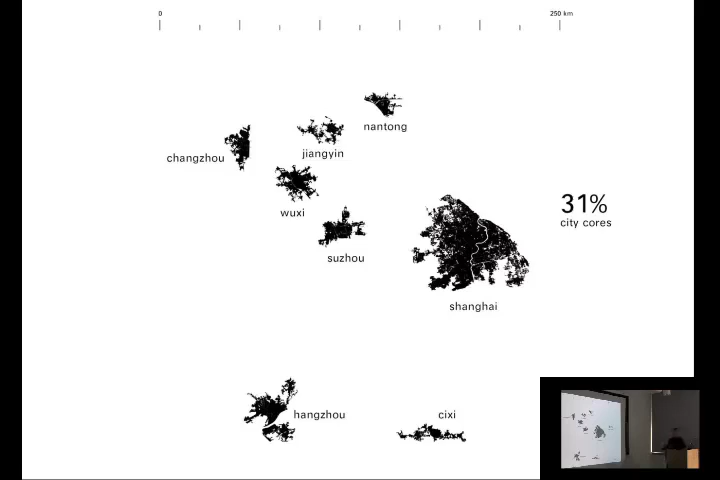 0
250 km
nantong
changzhou
jiangyin
31%
city cores
wuxi
suzhou
shanghai
hangzhou
cixi